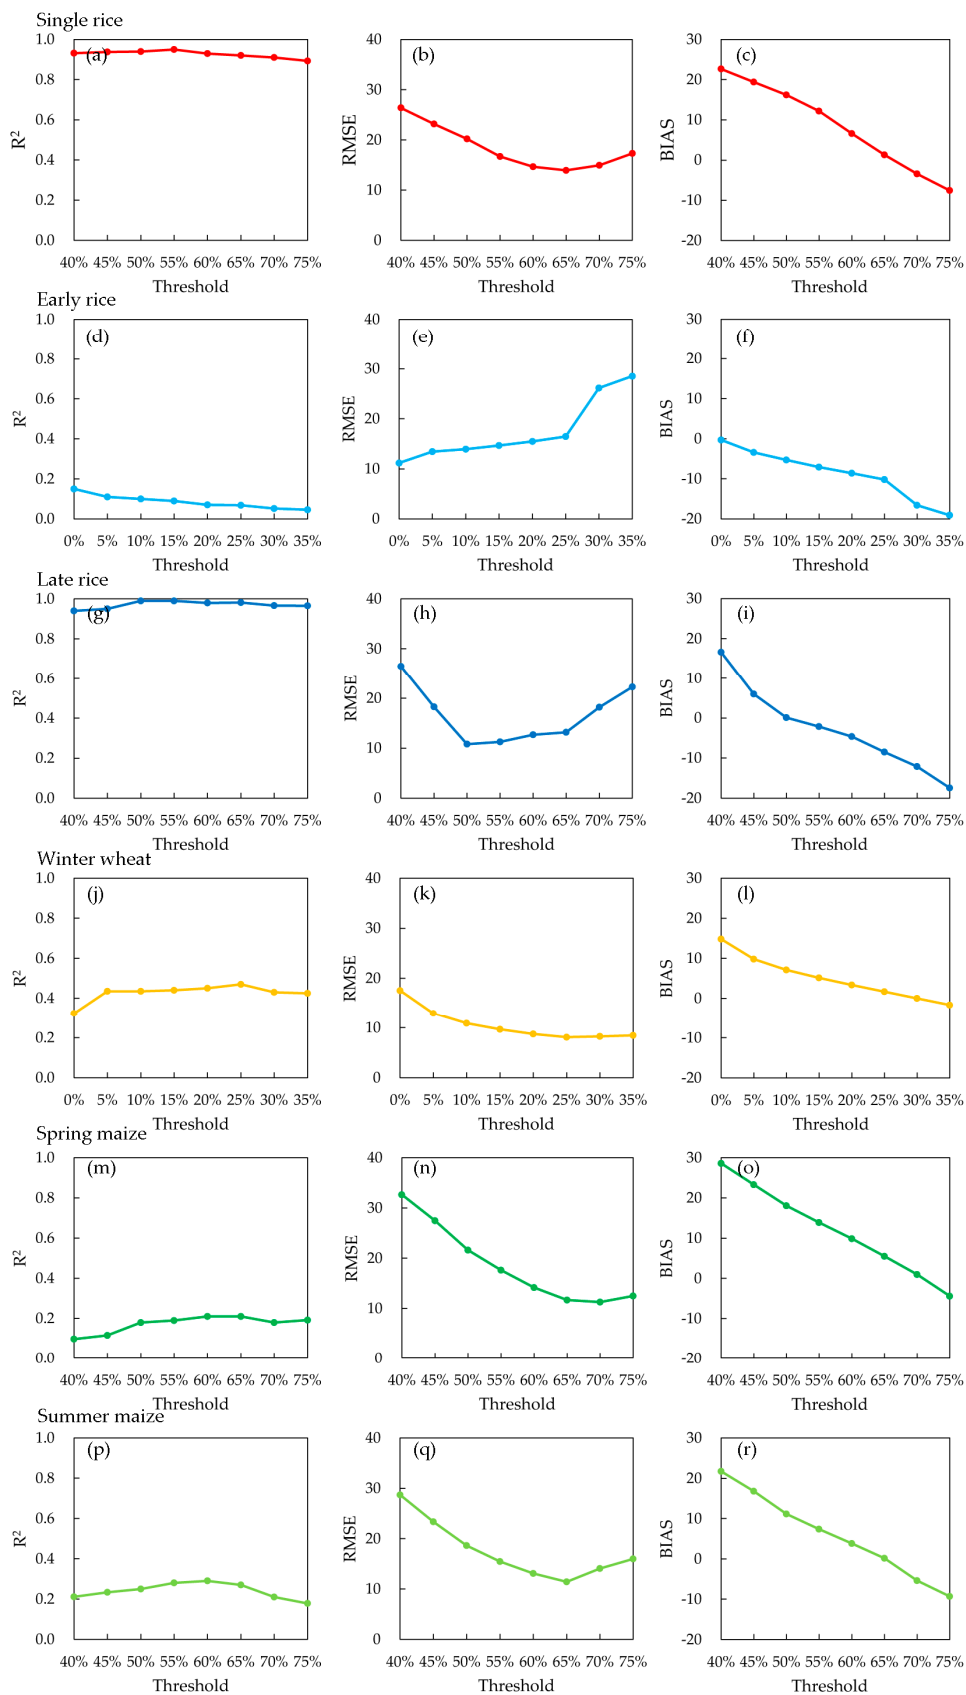 Single rice
1.0 0.8 0.6 0.4 0.2 0.0
R²
(a)
40% 45% 50% 55% 60% 65% 70% 75%
Threshold
40 30 20 10 0
RMSE
(b)
40% 45% 50% 55% 60% 65% 70% 75%
Threshold
30 20 10 0 -10 -20
BIAS
(c)
40% 45% 50% 55% 60% 65% 70% 75%
Threshold
Early rice
1.0 0.8 0.6 0.4 0.2 0.0
R²
(d)
0% 5% 10% 15% 20% 25% 30% 35%
Threshold
40 30 20 10 0
RMSE
(e)
0% 5% 10% 15% 20% 25% 30% 35%
Threshold
30 20 10 0 -10 -20
BIAS
(f)
0% 5% 10% 15% 20% 25% 30% 35%
Threshold
Late rice
1.0 0.8 0.6 0.4 0.2 0.0
R²
(g)
40% 45% 50% 55% 60% 65% 70% 75%
Threshold
40 30 20 10 0
RMSE
(h)
40% 45% 50% 55% 60% 65% 70% 75%
Threshold
30 20 10 0 -10 -20
BIAS
(i)
40% 45% 50% 55% 60% 65% 70% 75%
Threshold
Winter wheat
1.0 0.8 0.6 0.4 0.2 0.0
R²
(j)
0% 5% 10% 15% 20% 25% 30% 35%
Threshold
40 30 20 10 0
RMSE
(k)
0% 5% 10% 15% 20% 25% 30% 35%
Threshold
30 20 10 0 -10 -20
BIAS
(l)
0% 5% 10% 15% 20% 25% 30% 35%
Threshold
Spring maize
1.0 0.8 0.6 0.4 0.2 0.0
R²
(m)
40% 45% 50% 55% 60% 65% 70% 75%
Threshold
40 30 20 10 0
RMSE
(n)
40% 45% 50% 55% 60% 65% 70% 75%
Threshold
30 20 10 0 -10 -20
BIAS
(o)
40% 45% 50% 55% 60% 65% 70% 75%
Threshold
Summer maize
1.0 0.8 0.6 0.4 0.2 0.0
R²
(p)
40% 45% 50% 55% 60% 65% 70% 75%
Threshold
40 30 20 10 0
RMSE
(q)
40% 45% 50% 55% 60% 65% 70% 75%
Threshold
30 20 10 0 -10 -20
BIAS
(r)
40% 45% 50% 55% 60% 65% 70% 75%
Threshold